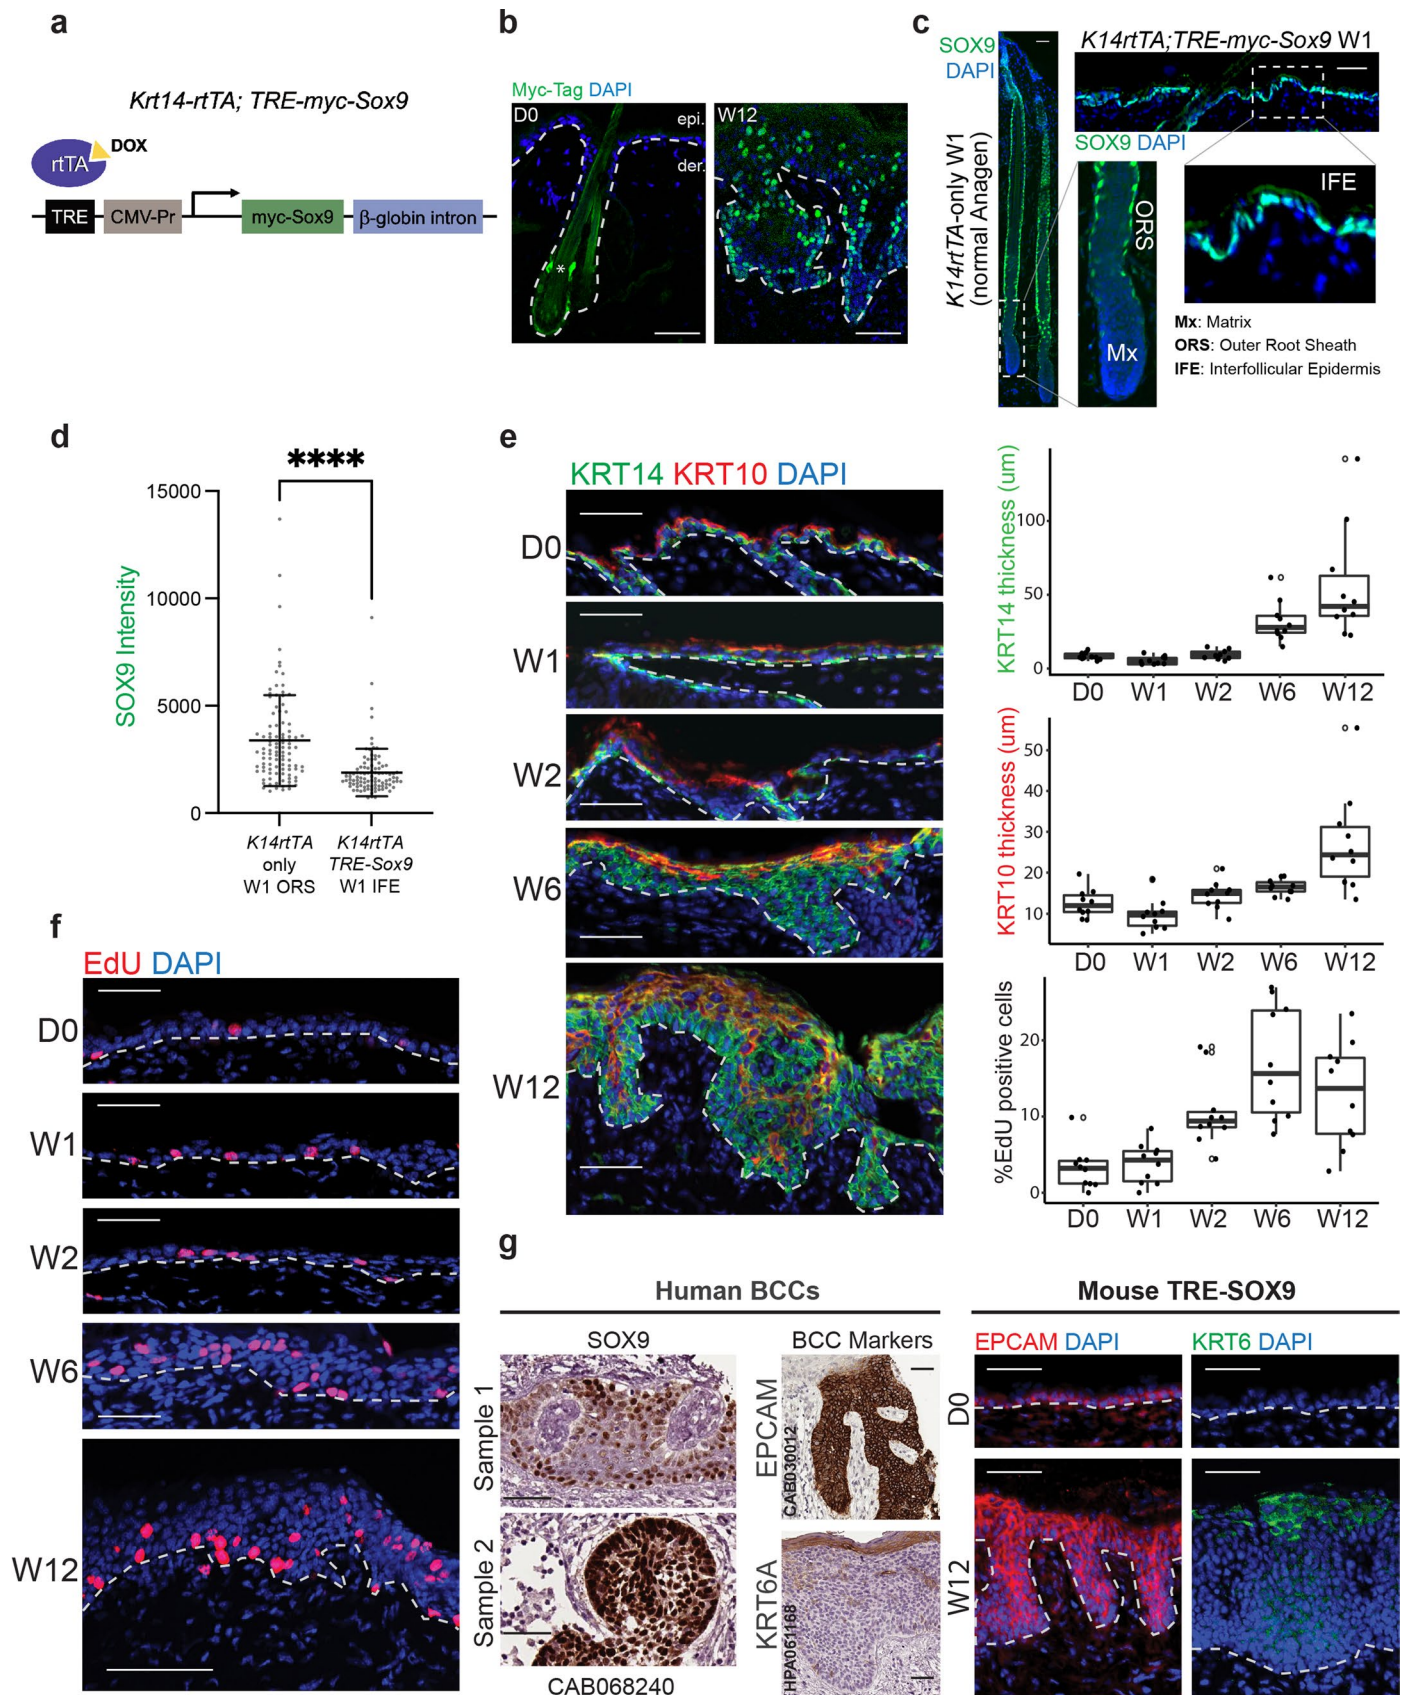 a
Krt14-rtTA; TRE-myc-Sox9
rtTA
DOX
TRE
CMV-Pr
myc-Sox9
β-globin intron
b
Myc-Tag DAPI
D0
epi.
der.
*
W12
c
SOX9
DAPI
K14rtTA-only W1
(normal Anagen)
K14rtTA;TRE-myc-Sox9 W1
SOX9 DAPI
ORS
Mx
IFE
Mx: Matrix
ORS: Outer Root Sheath
IFE: Interfollicular Epidermis
d
****
SOX9 Intensity
15000
10000
5000
0
K14rtTA
only
W1 ORS
K14rtTA
TRE-Sox9
W1 IFE
e
KRT14 KRT10 DAPI
D0
W1
W2
W6
W12
KRT14 thickness (um)
100
50
0
D0 W1 W2 W6 W12
KRT10 thickness (um)
50
40
30
20
10
D0 W1 W2 W6 W12
%EdU positive cells
20
10
0
D0 W1 W2 W6 W12
f
EdU DAPI
D0
W1
W2
W6
W12
g
Human BCCs
SOX9
Sample 1
Sample 2
CAB068240
BCC Markers
EPCAM
CAB030012
KRT6A
HPA061168
Mouse TRE-SOX9
EPCAM DAPI
KRT6 DAPI
D0
W12